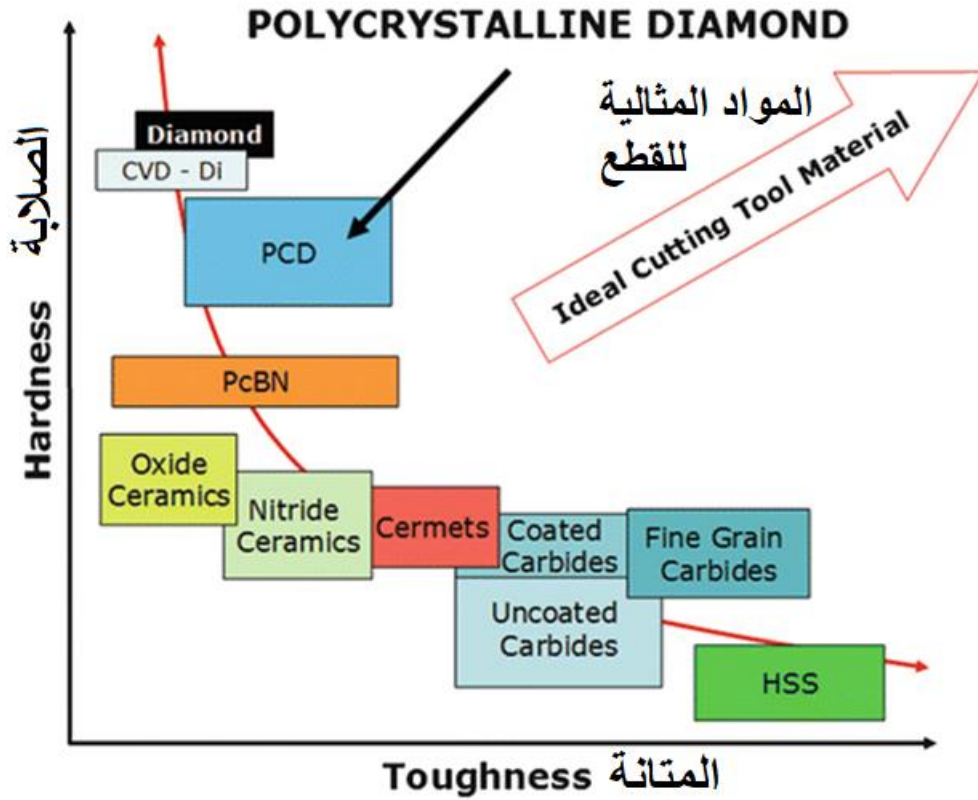 POLYCRYSTALLINE DIAMOND
المواد المثالية
للقطع
Ideal Cutting Tool Material
الصلابة
Hardness
Diamond
CVD - Di
PCD
PcBN
Oxide
Ceramics
Nitride
Ceramics
Cermets
Coated
Carbides
Fine Grain
Carbides
Uncoated
Carbides
HSS
Toughness المتانة